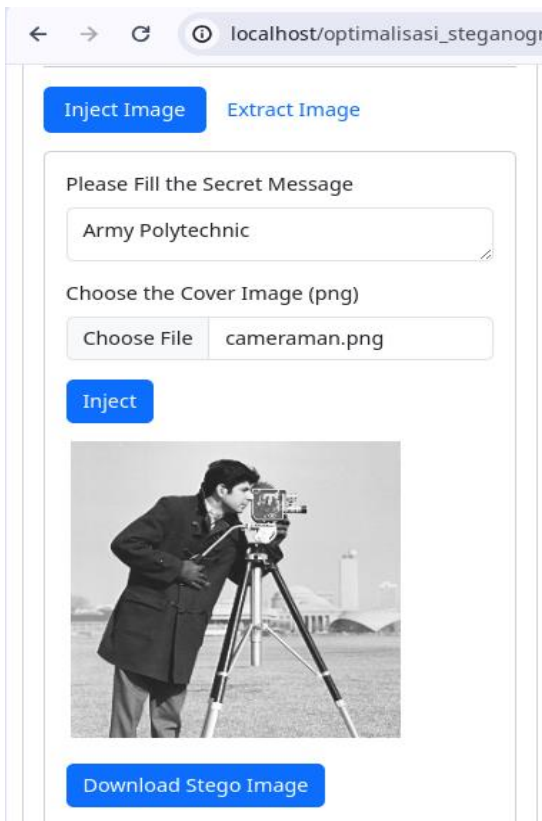 localhost/optimalisasi_steganogr
Inject Image Extract Image
Please Fill the Secret Message
Army Polytechnic
Choose the Cover Image (png)
Choose File cameraman.png
Inject
Download Stego Image